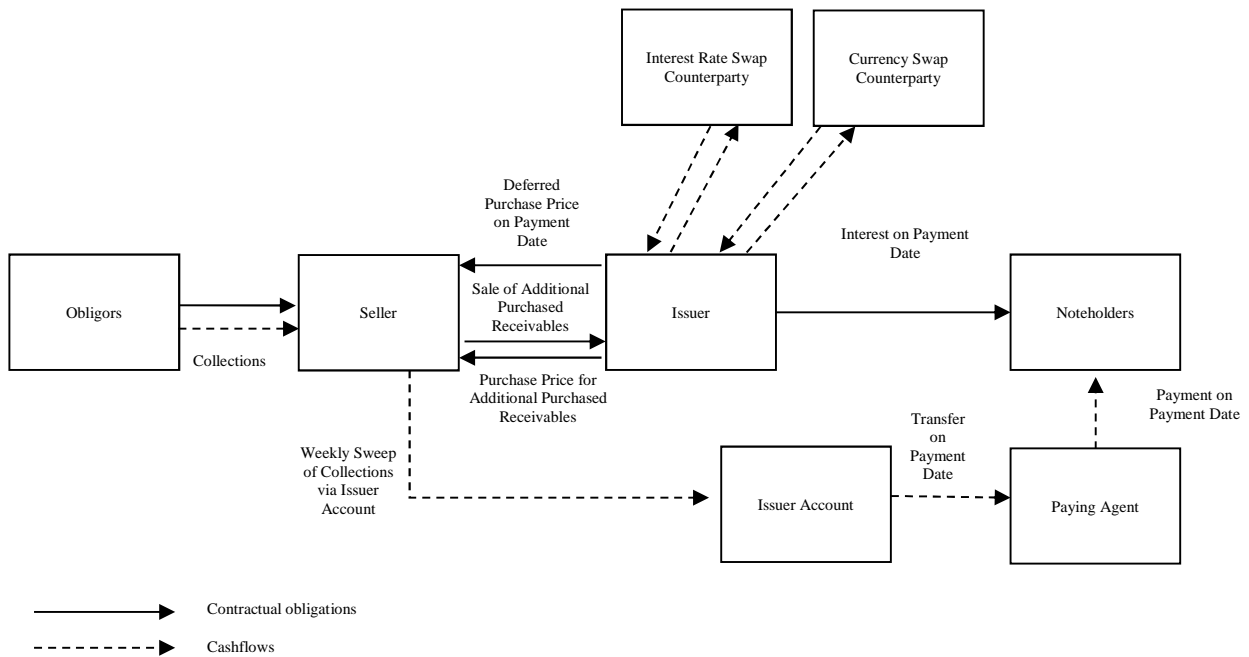 Interest Rate Swap
Counterparty
Currency Swap
Counterparty
Deferred
Purchase Price
on Payment
Date
Interest on Payment
Date
Obligors
Seller
Sale of Additional
Purchased
Receivables
Issuer
Noteholders
Collections
Purchase Price for
Additional Purchased
Receivables
Payment on
Payment Date
Transfer
on
Payment
Date
Weekly Sweep
of Collections
via Issuer
Account
Issuer Account
Paying Agent
Contractual obligations
Cashflows